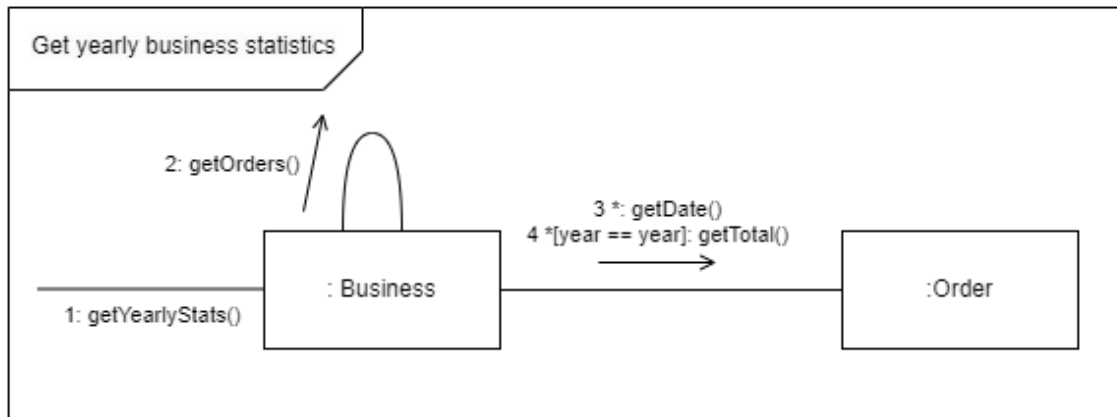 Get yearly business statistics
2: getOrders()
3 *: getDate()
4 *[year == year]: getTotal()
: Business
:Order
1: getYearlyStats()